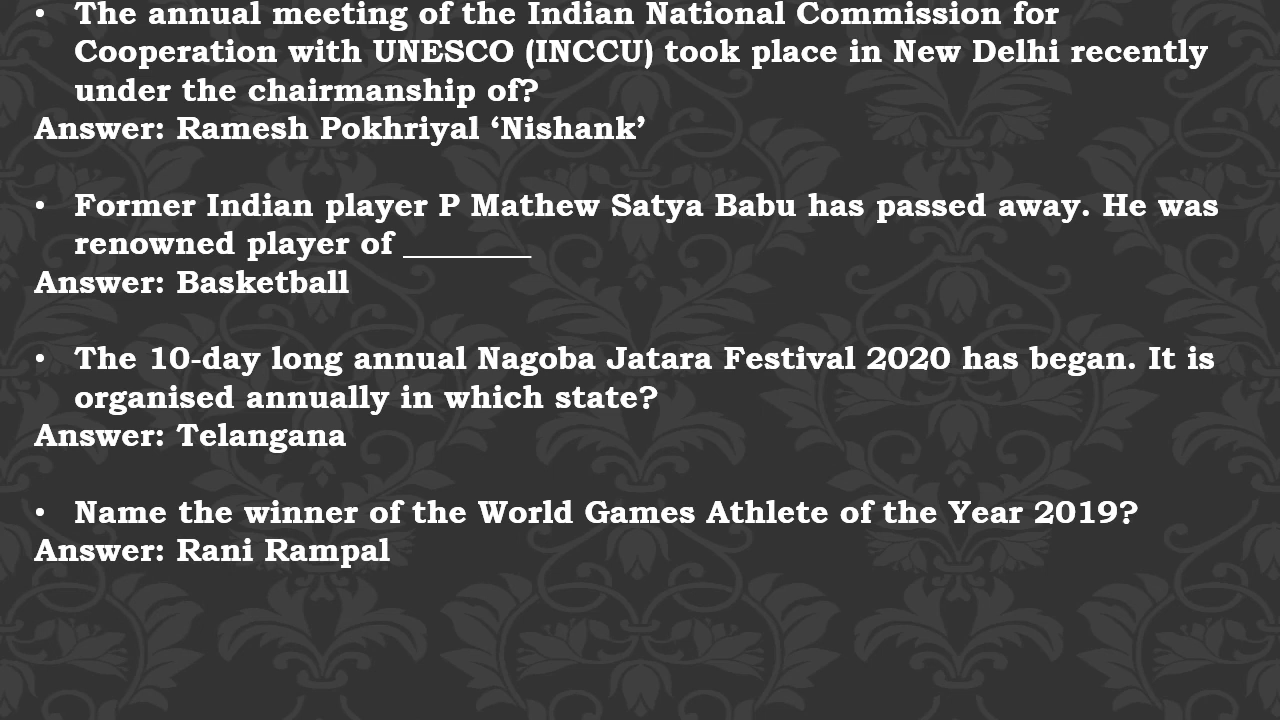 • The annual meeting of the Indian National Commission for
Cooperation with UNESCO (INCCU) took place in New Delhi recently
under the chairmanship of?
Answer: Ramesh Pokhriyal ‘Nishank’
• Former Indian player P Mathew Satya Babu has passed away. He was
renowned player of ________
Answer: Basketball
• The 10-day long annual Nagoba Jatara Festival 2020 has began. It is
organised annually in which state?
Answer: Telangana
• Name the winner of the World Games Athlete of the Year 2019?
Answer: Rani Rampal